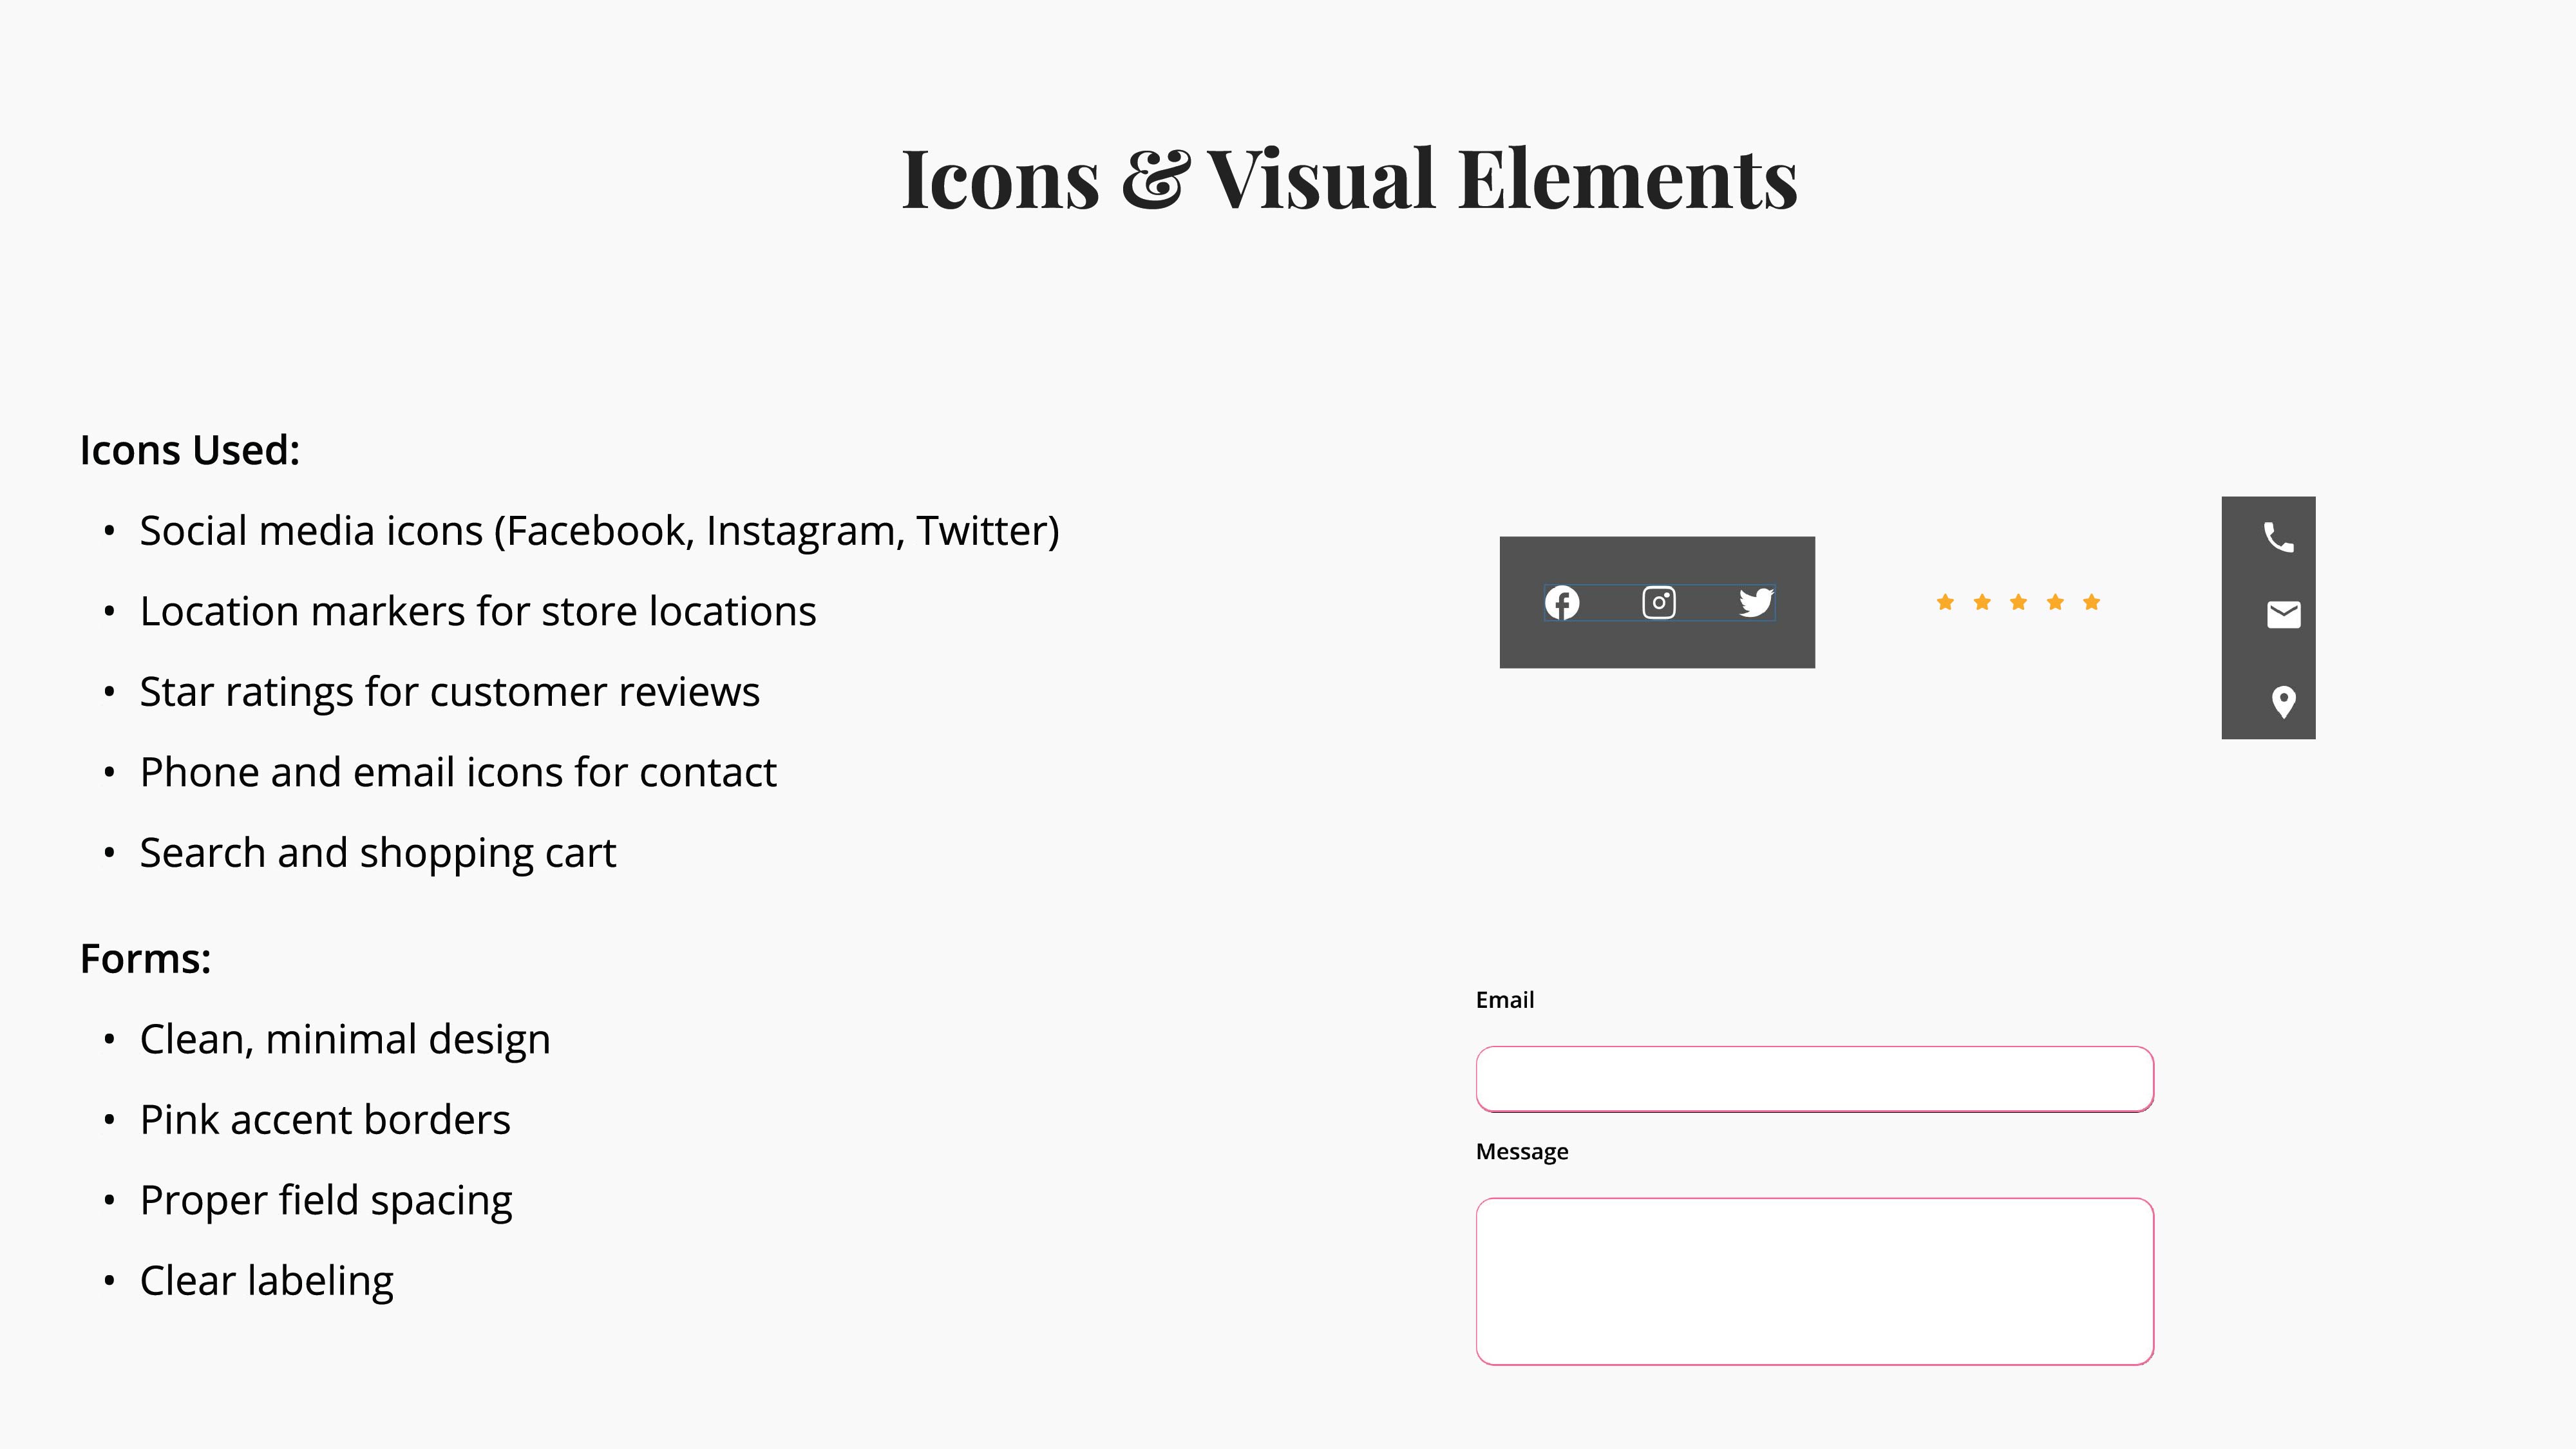 Icons & Visual Elements
Icons Used:
• Social media icons (Facebook, Instagram, Twitter)
• Location markers for store locations
• Star ratings for customer reviews
• Phone and email icons for contact
• Search and shopping cart
Forms:
• Clean, minimal design
• Pink accent borders
• Proper field spacing
• Clear labeling
Email
Message